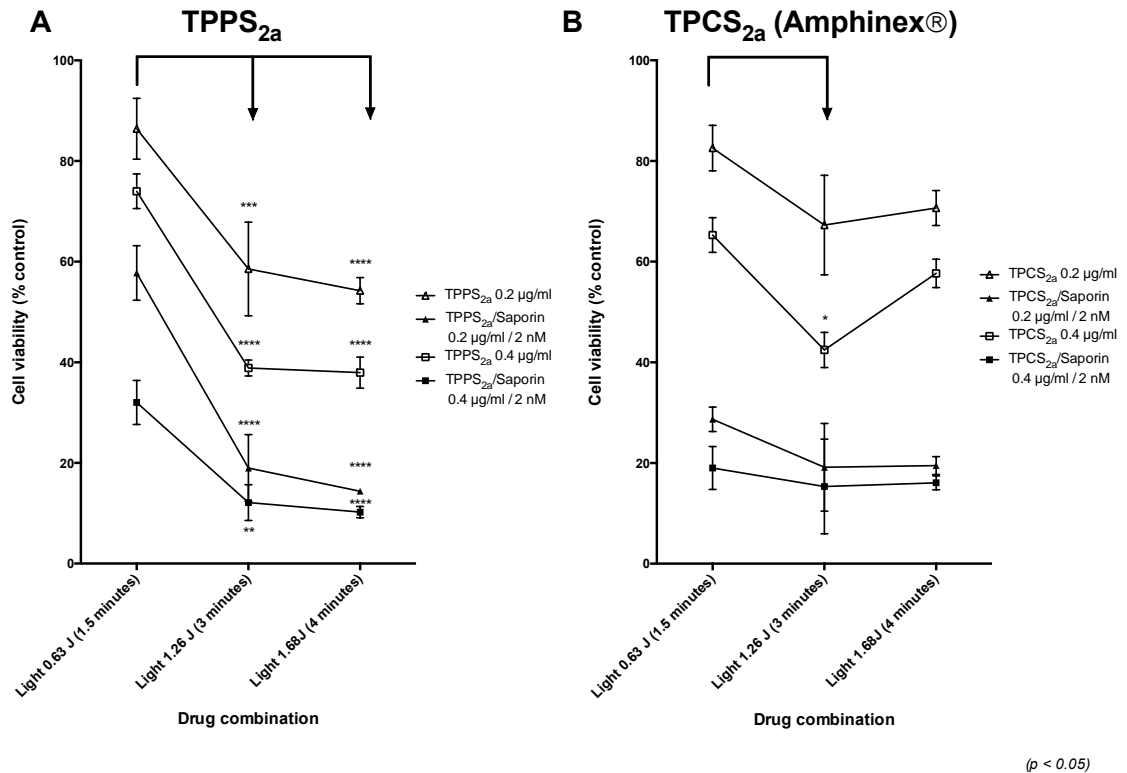 A
TPPS2a
100
80
60
40
20
0
Cell viability (% control)
***
****
****
****
****
****
****
**
TPPS2a 0.2 µg/ml
TPPS2a/Saporin
0.2 µg/ml / 2 nM
TPPS2a 0.4 µg/ml
TPPS2a/Saporin
0.4 µg/ml / 2 nM
Light 0.63 J (1.5 minutes)
Light 1.26 J (3 minutes)
Light 1.68J (4 minutes)
Drug combination
B
TPCS2a (Amphinex®)
100
80
60
40
20
0
Cell viability (% control)
*
TPCS2a 0.2 µg/ml
TPCS2a/Saporin
0.2 µg/ml / 2 nM
TPCS2a 0.4 µg/ml
TPCS2a/Saporin
0.4 µg/ml / 2 nM
Light 0.63 J (1.5 minutes)
Light 1.26 J (3 minutes)
Light 1.68J (4 minutes)
Drug combination
(p < 0.05)